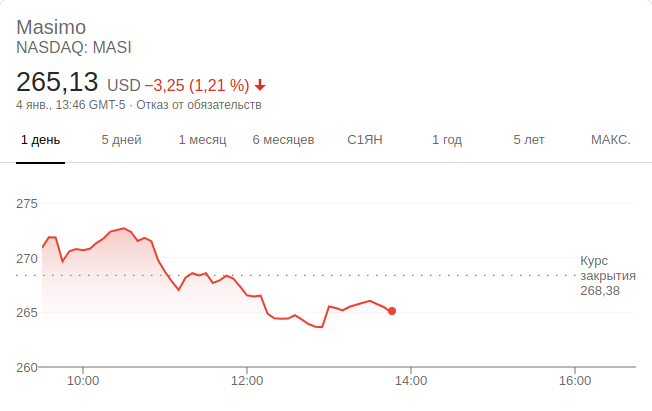 Masimo
NASDAQ: MASI
265,13 USD −3,25 (1,21 %)
4 янв., 13:46 GMT-5 · Отказ от обязательств
1 день 5 дней 1 месяц 6 месяцев С1ЯН 1 год 5 лет МАКС.
275
270
265
260
Курс
закрытия
268,38
10:00 12:00 14:00 16:00